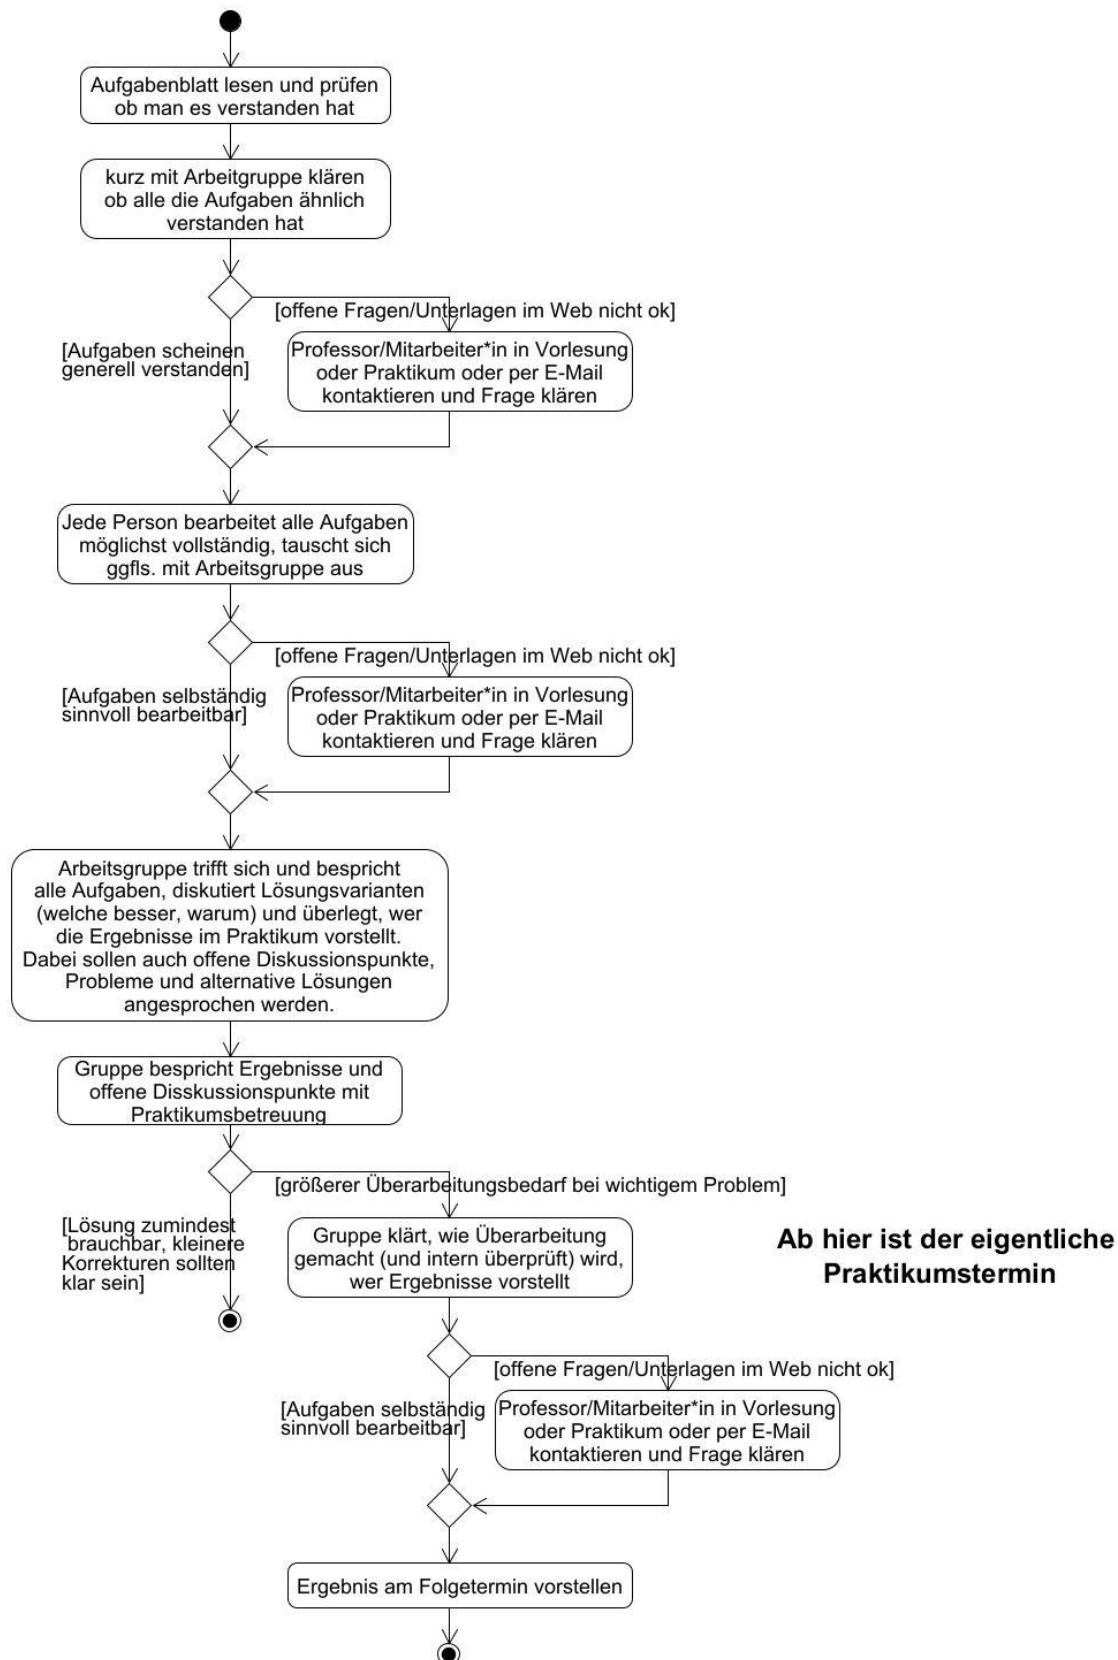 Aufgabenblatt lesen und prüfen
ob man es verstanden hat
kurz mit Arbeitgruppe klären
ob alle die Aufgaben ähnlich
verstanden hat
[offene Fragen/Unterlagen im Web nicht ok]
[Aufgaben scheinen
generell verstanden]
Professor/Mitarbeiter*in in Vorlesung
oder Praktikum oder per E-Mail
kontaktieren und Frage klären
Jede Person bearbeitet alle Aufgaben
möglichst vollständig, tauscht sich
ggfls. mit Arbeitsgruppe aus
[offene Fragen/Unterlagen im Web nicht ok]
[Aufgaben selbständig
sinnvoll bearbeitbar]
Professor/Mitarbeiter*in in Vorlesung
oder Praktikum oder per E-Mail
kontaktieren und Frage klären
Arbeitsgruppe trifft sich und bespricht
alle Aufgaben, diskutiert Lösungsvarianten
(welche besser, warum) und überlegt, wer
die Ergebnisse im Praktikum vorstellt.
Dabei sollen auch offene Diskussionspunkte,
Probleme und alternative Lösungen
angesprochen werden.
Gruppe bespricht Ergebnisse und
offene Disskussionspunkte mit
Praktikumsbetreuung
[größerer Überarbeitungsbedarf bei wichtigem Problem]
[Lösung zumindest
brauchbar, kleinere
Korrekturen sollten
klar sein]
Gruppe klärt, wie Überarbeitung
gemacht (und intern überprüft) wird,
wer Ergebnisse vorstellt
Ab hier ist der eigentliche
Praktikumstermin
[offene Fragen/Unterlagen im Web nicht ok]
[Aufgaben selbständig
sinnvoll bearbeitbar]
Professor/Mitarbeiter*in in Vorlesung
oder Praktikum oder per E-Mail
kontaktieren und Frage klären
Ergebnis am Folgetermin vorstellen